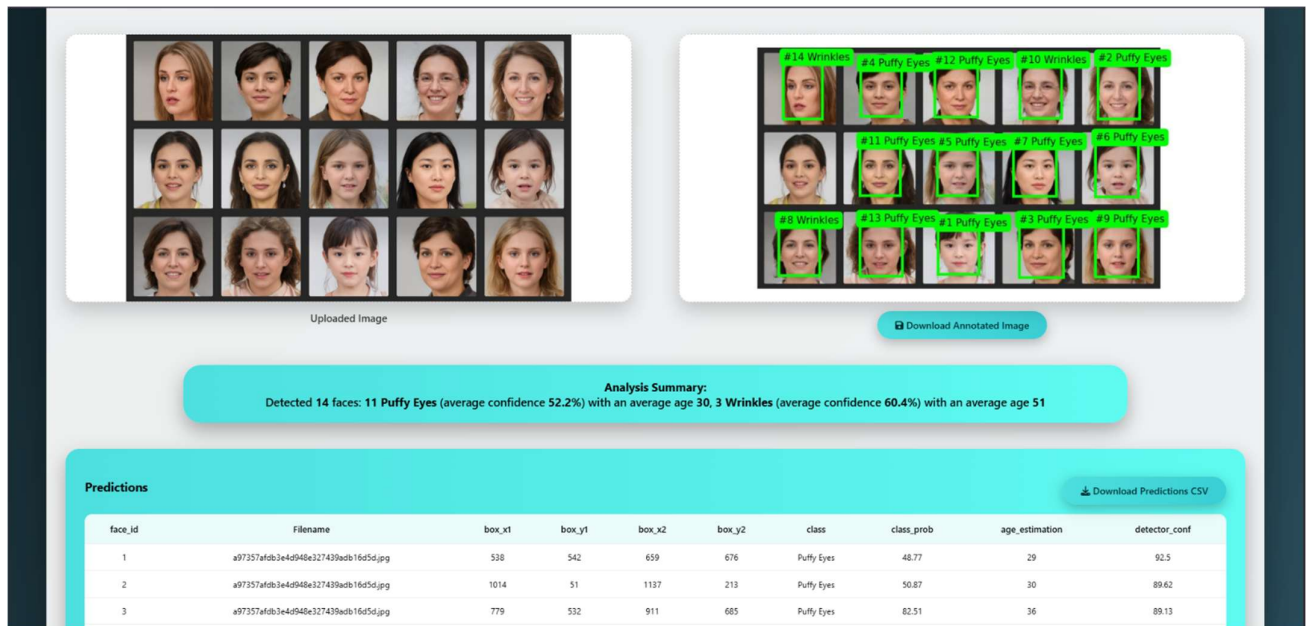 #14 Wrinkles #4 Puffy Eyes #12 Puffy Eyes #10 Wrinkles #2 Puffy Eyes
#11 Puffy Eyes #5 Puffy Eyes #7 Puffy Eyes #6 Puffy Eyes
#8 Wrinkles #13 Puffy Eyes #1 Puffy Eyes #3 Puffy Eyes #9 Puffy Eyes
Uploaded Image
Download Annotated Image
Analysis Summary:
Detected 14 faces: 11 Puffy Eyes (average confidence 52.2%) with an average age 30, 3 Wrinkles (average confidence 60.4%) with an average age 51
Predictions
Download Predictions CSV
face_id Filename box_x1 box_y1 box_x2 box_y2 class class_prob age_estimation detector_conf
1 a97357afdb3e4d948e327439adb16d5d.jpg 538 542 659 676 Puffy Eyes 48.77 29 92.5
2 a97357afdb3e4d948e327439adb16d5d.jpg 1014 51 1137 213 Puffy Eyes 50.87 30 89.62
3 a97357afdb3e4d948e327439adb16d5d.jpg 779 532 911 685 Puffy Eyes 82.51 36 89.13